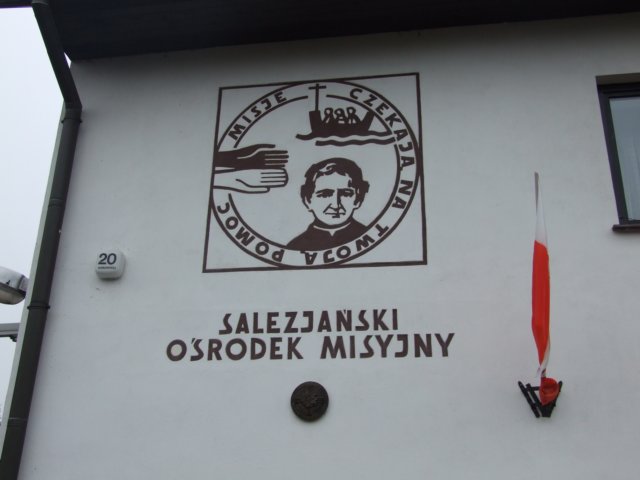 MISJE CZEKAJĄ NA TWOJĄ POMOC
20
SALEZJAŃSKI
OŚRODEK MISYJNY